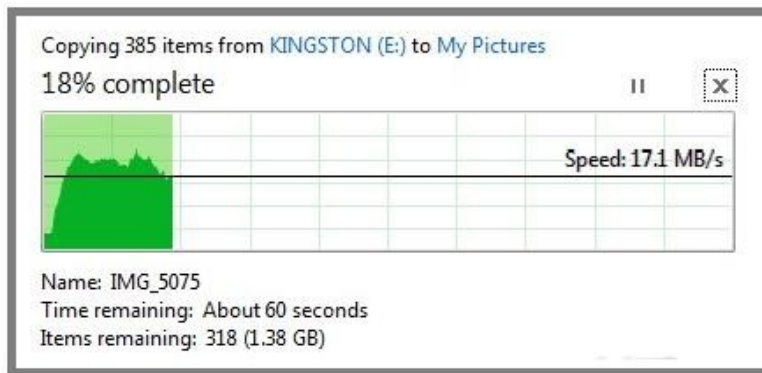 Copying 385 items from KINGSTON (E:) to My Pictures
18% complete
Speed: 17.1 MB/s
Name: IMG_5075
Time remaining: About 60 seconds
Items remaining: 318 (1.38 GB)